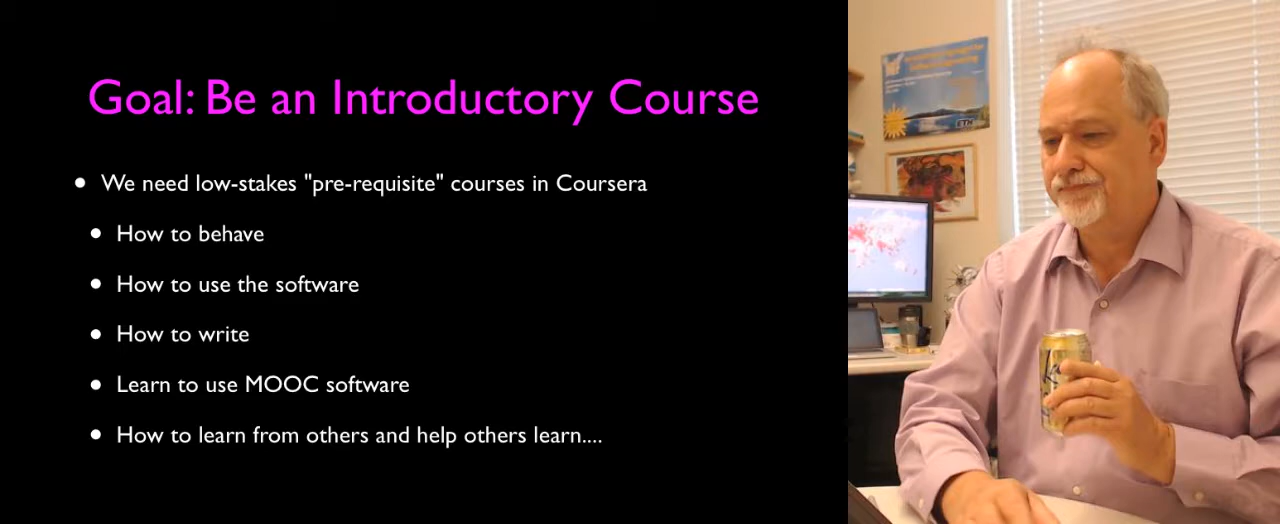 Goal: Be an Introductory Course
• We need low-stakes "pre-requisite" courses in Coursera
• How to behave
• How to use the software
• How to write
• Learn to use MOOC software
• How to learn from others and help others learn....